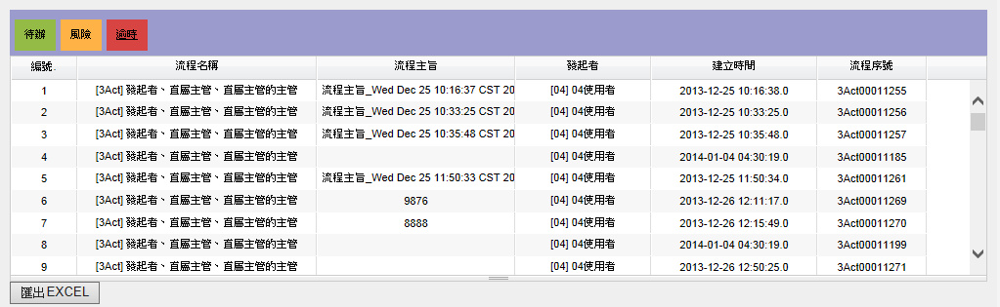 待辦 風險 逾時
編號 流程名稱 流程主旨 發起者 建立時間 流程序號
1 [3Act] 發起者、直屬主管、直屬主管的主管 流程主旨_Wed Dec 25 10:16:37 CST 20 [04] 04使用者 2013-12-25 10:16:38.0 3Act00011255
2 [3Act] 發起者、直屬主管、直屬主管的主管 流程主旨_Wed Dec 25 10:33:25 CST 20 [04] 04使用者 2013-12-25 10:33:25.0 3Act00011256
3 [3Act] 發起者、直屬主管、直屬主管的主管 流程主旨_Wed Dec 25 10:35:48 CST 20 [04] 04使用者 2013-12-25 10:35:48.0 3Act00011257
4 [3Act] 發起者、直屬主管、直屬主管的主管 [04] 04使用者 2014-01-04 04:30:19.0 3Act00011185
5 [3Act] 發起者、直屬主管、直屬主管的主管 流程主旨_Wed Dec 25 11:50:33 CST 20 [04] 04使用者 2013-12-25 11:50:34.0 3Act00011261
6 [3Act] 發起者、直屬主管、直屬主管的主管 9876 [04] 04使用者 2013-12-26 12:11:17.0 3Act00011269
7 [3Act] 發起者、直屬主管、直屬主管的主管 8888 [04] 04使用者 2013-12-26 12:15:49.0 3Act00011270
8 [3Act] 發起者、直屬主管、直屬主管的主管 [04] 04使用者 2014-01-04 04:30:19.0 3Act00011199
9 [3Act] 發起者、直屬主管、直屬主管的主管 [04] 04使用者 2013-12-26 12:50:25.0 3Act00011271
匯出EXCEL